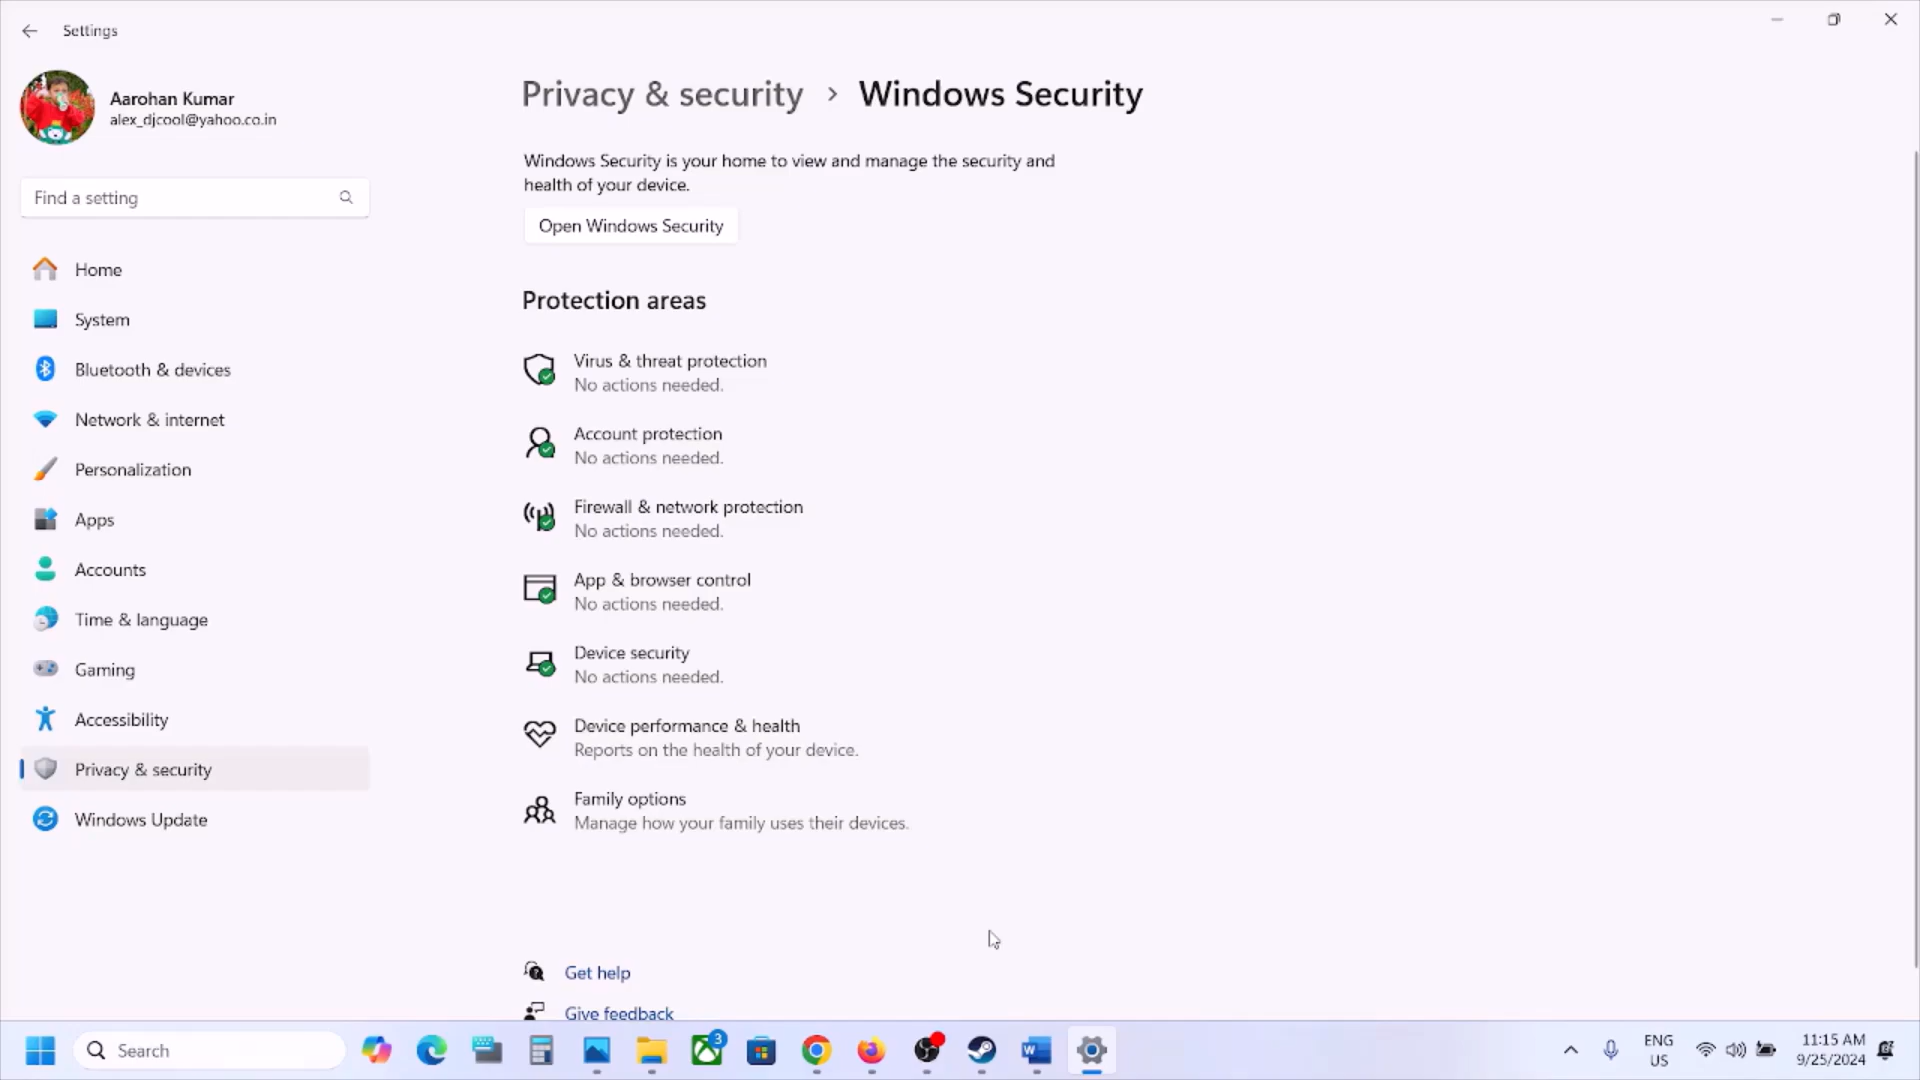 Settings
Aarohan Kumar
alex_djcool@yahoo.co.in
Find a setting
Home
System
Bluetooth & devices
Network & internet
Personalization
Apps
Accounts
Time & language
Gaming
Accessibility
Privacy & security
Windows Update
Privacy & security > Windows Security
Windows Security is your home to view and manage the security and
health of your device.
Open Windows Security
Protection areas
Virus & threat protection
No actions needed.
Account protection
No actions needed.
Firewall & network protection
No actions needed.
App & browser control
No actions needed.
Device security
No actions needed.
Device performance & health
Reports on the health of your device.
Family options
Manage how your family uses their devices.
Get help
Give feedback
Search
3
ENG
US
11:15 AM
9/25/2024